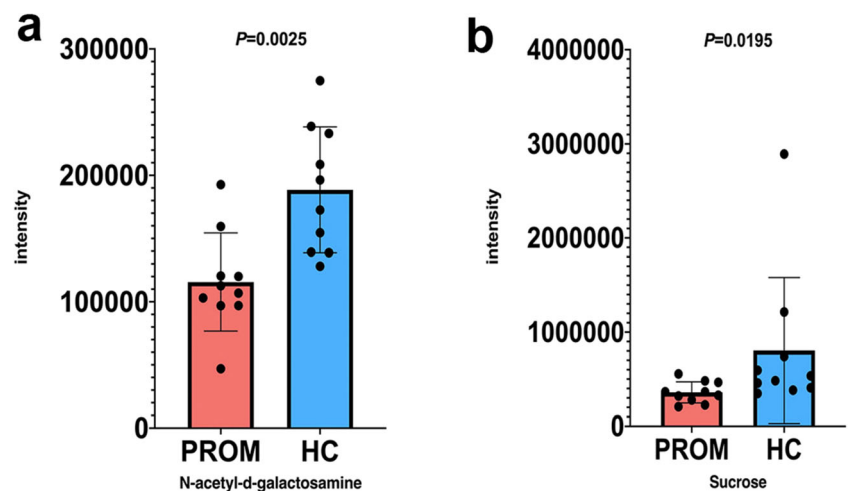 a
P=0.0025
300000
200000
100000
0
intensity
PROM HC
N-acetyl-d-galactosamine
b
P=0.0195
4000000
3000000
2000000
1000000
0
intensity
PROM HC
Sucrose